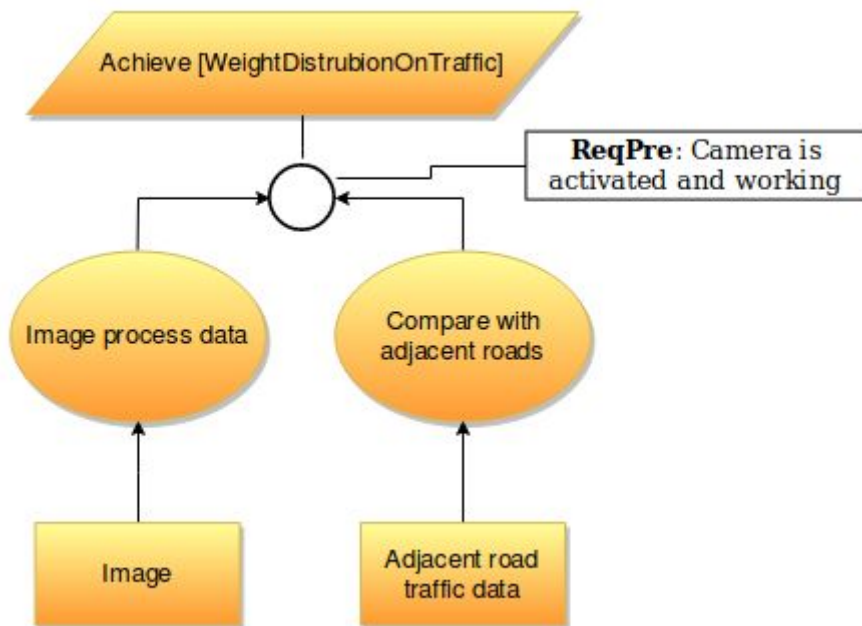 Achieve [WeightDistrubionOnTraffic]
ReqPre: Camera is
activated and working
Image process data
Compare with
adjacent roads
Image
Adjacent road
traffic data